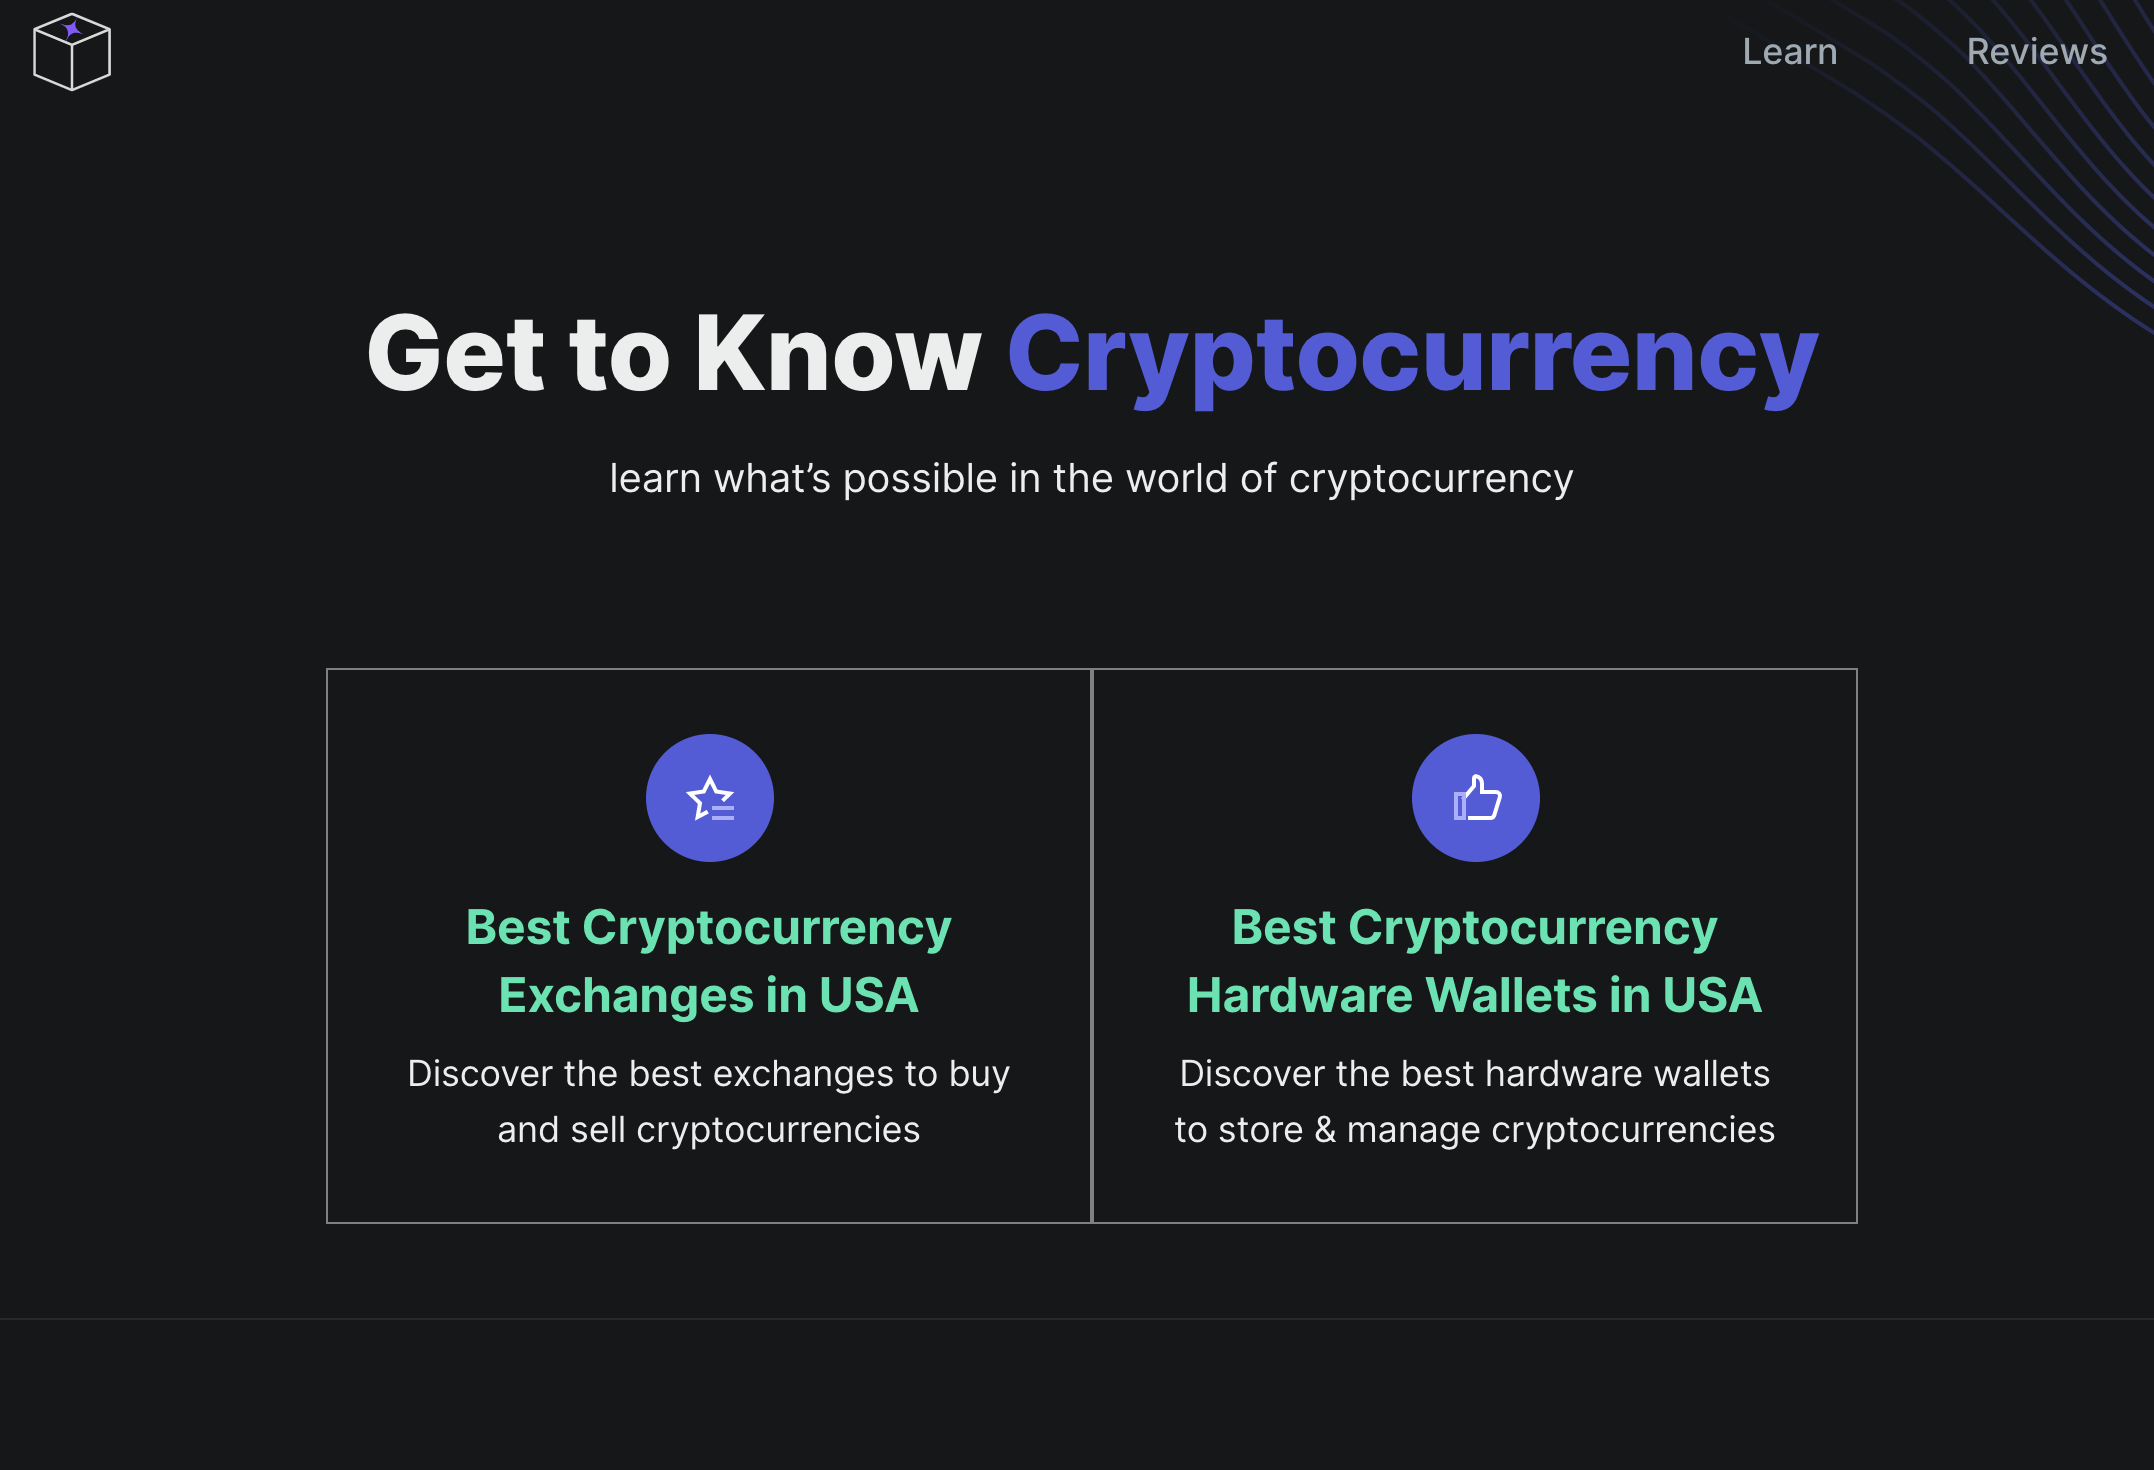 Learn
Reviews
Get to Know Cryptocurrency
learn what’s possible in the world of cryptocurrency
Best Cryptocurrency
Exchanges in USA
Discover the best exchanges to buy
and sell cryptocurrencies
Best Cryptocurrency
Hardware Wallets in USA
Discover the best hardware wallets
to store & manage cryptocurrencies